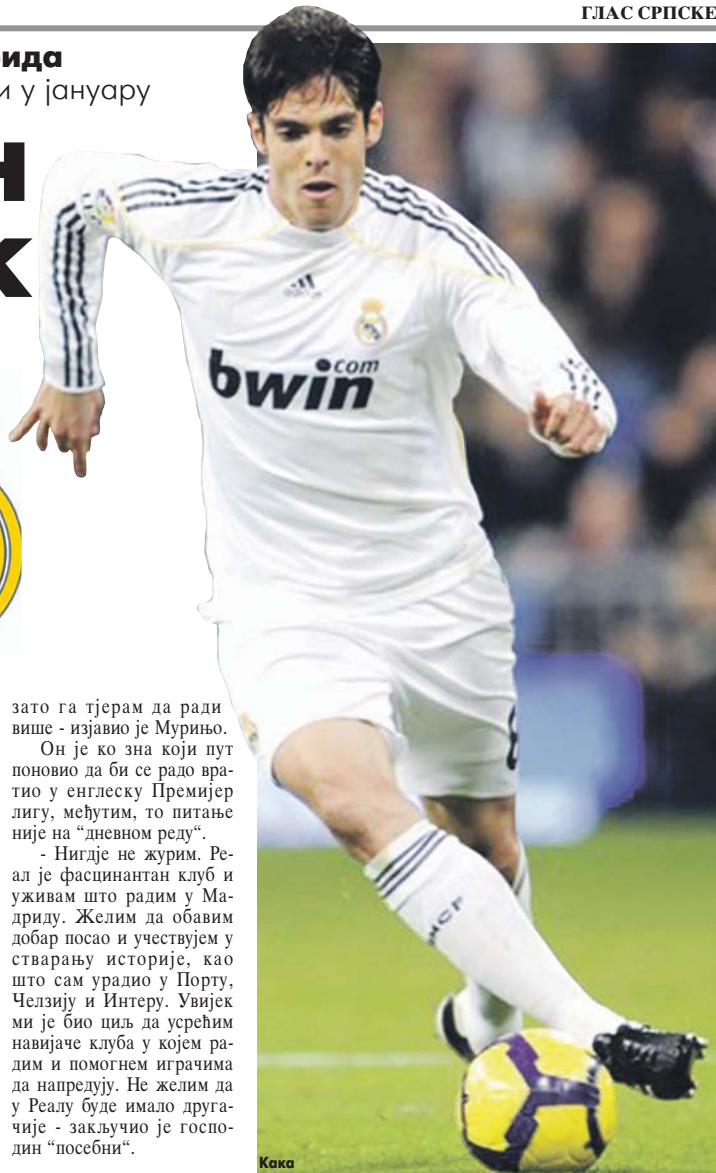 ГЛАС СРПСКЕ
и у јануару
bwin
com
adidas
зато га тјерам да ради
више - изјавио је Мурињо.
Он је ко зна који пут
поновио да би се радо вра-
тио у енглеску Премијер
лигу, међутим, то питање
није на “дневном реду“.
- Нигдје не журим. Ре-
ал је фасцинантан клуб и
уживам што радим у Ма-
дриду. Желим да обавим
добар посао и учествујем у
стварању историје, као
што сам урадио у Порту,
Челзију и Интеру. Увијек
ми је био циљ да усрећим
навијаче клуба у којем ра-
дим и помогнем играчима
да напредују. Не желим да
у Реалу буде имало друга-
чије - закључио је госпо-
дин “посебни“.
8
Кака